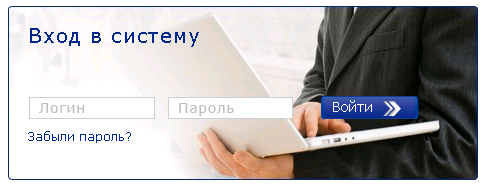 Вход в систему
Логин Пароль Войти
Забыли пароль?